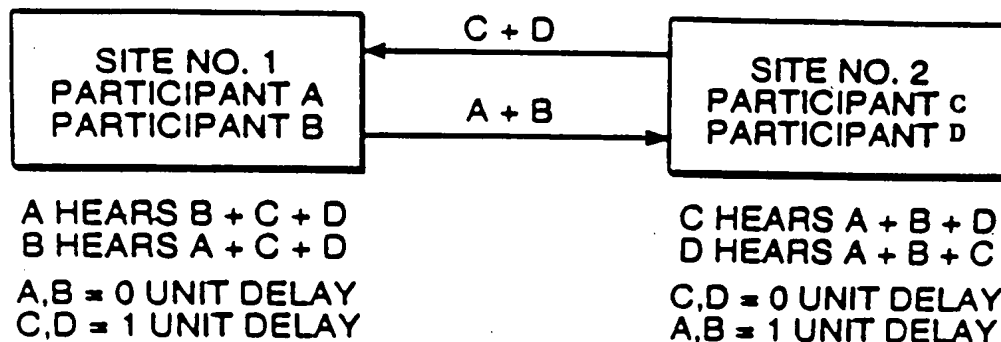 C + D
SITE NO. 1
PARTICIPANT A
PARTICIPANT B
A + B
SITE NO. 2
PARTICIPANT C
PARTICIPANT D
A HEARS B + C + D
B HEARS A + C + D
A,B = 0 UNIT DELAY
C,D = 1 UNIT DELAY
C HEARS A + B + D
D HEARS A + B + C
C,D = 0 UNIT DELAY
A,B = 1 UNIT DELAY